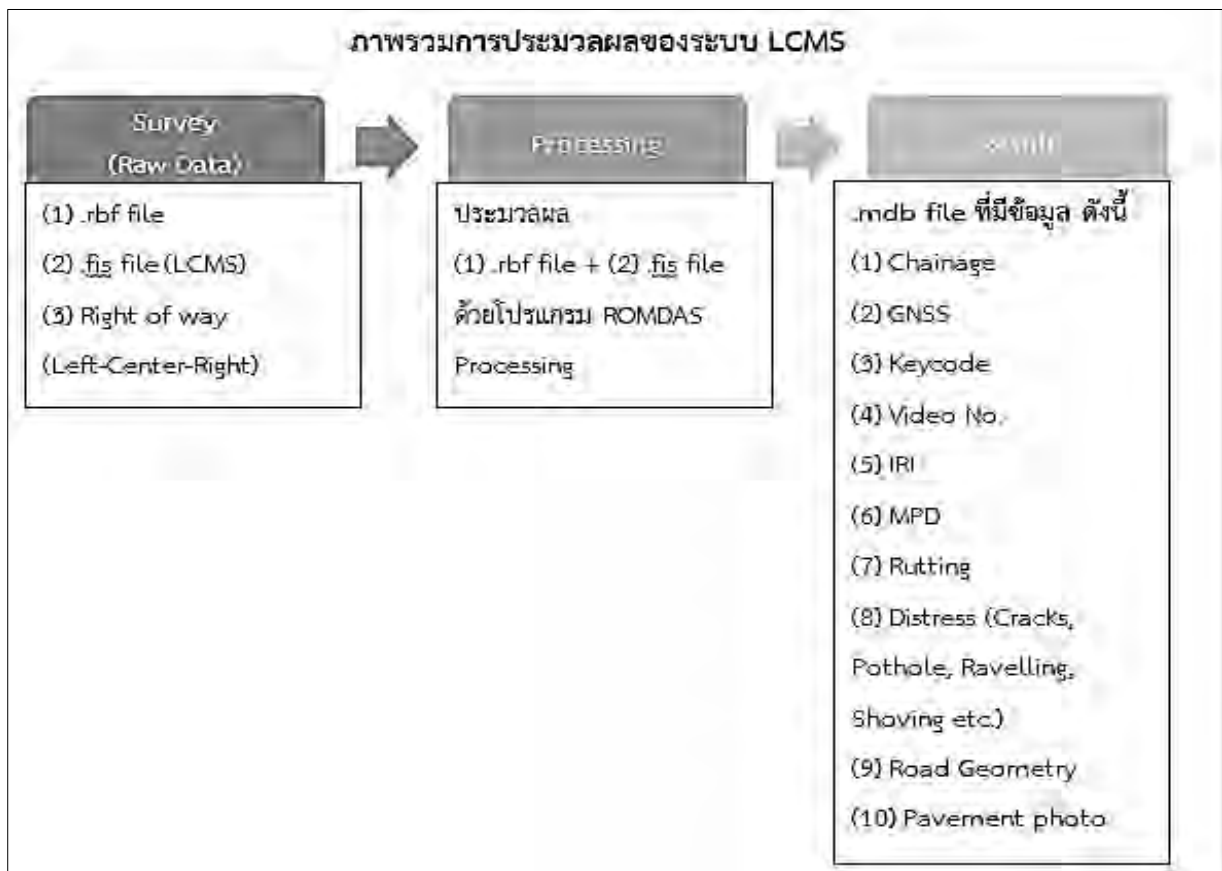 ภาพรวมการประมวลผลของระบบ LCMS
Survey
(Raw Data)
(1) .rbf file
(2) .fis file (LCMS)
(3) Right of way
(Left-Center-Right)
Processing
ประมวลผล
(1) .rbf file + (2) .fis file
ด้วยโปรแกรม ROMDAS
Processing
.mdb file ที่มีข้อมูล ดังนี้
(1) Chainage
(2) GNSS
(3) Keycode
(4) Video No.
(5) IRI
(6) MPD
(7) Rutting
(8) Distress (Cracks,
Pothole, Ravelling,
Shoving etc.)
(9) Road Geometry
(10) Pavement photo